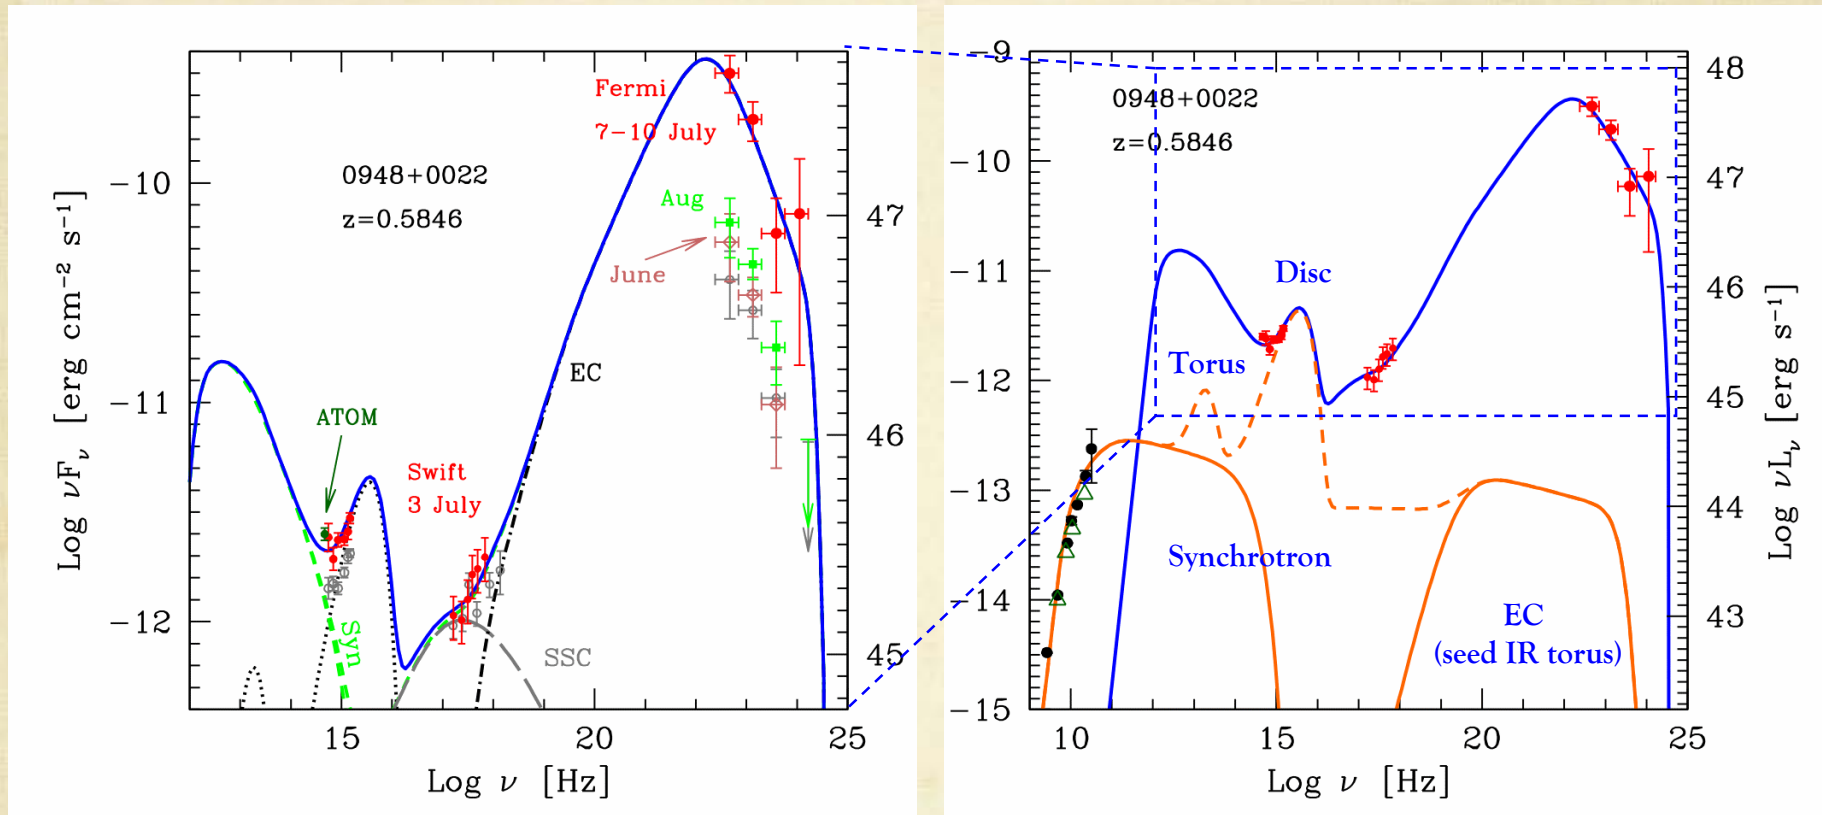 Fermi
7−10 July
0948+0022
z=0.5846
Aug
June
EC
ATOM
Swift
3 July
Syn
SSC
−10
−11
−12
47
46
45
15
20
25
Log ν [Hz]
Log νFν [erg cm−2 s−1]
−9
−10
−11
−12
−13
−14
−15
0948+0022
z=0.5846
Disc
Torus
Synchrotron
EC
(seed IR torus)
48
47
46
45
44
43
10
15
20
25
Log ν [Hz]
Log νLν [erg s−1]